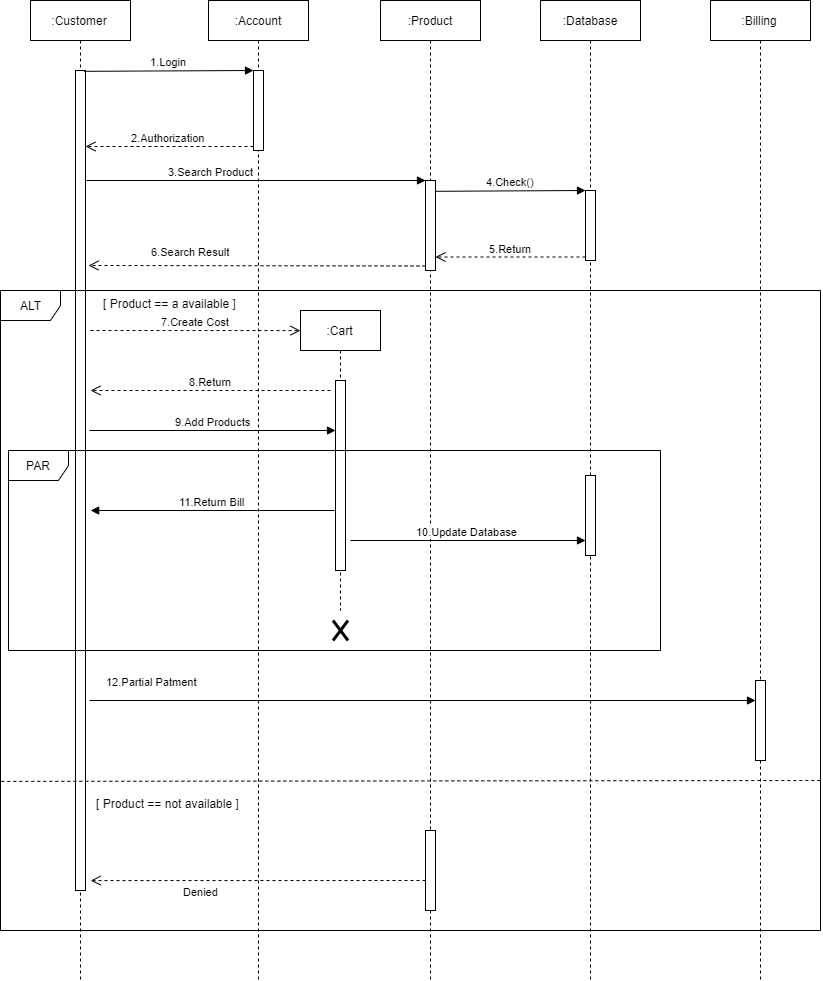 :Customer
:Account
:Product
:Database
:Billing
1.Login
2.Authorization
3.Search Product
4.Check()
5.Return
6.Search Result
ALT
[ Product == a available ]
7.Create Cost
:Cart
8.Return
9.Add Products
PAR
11.Return Bill
10.Update Database
12.Partial Patment
[ Product == not available ]
Denied